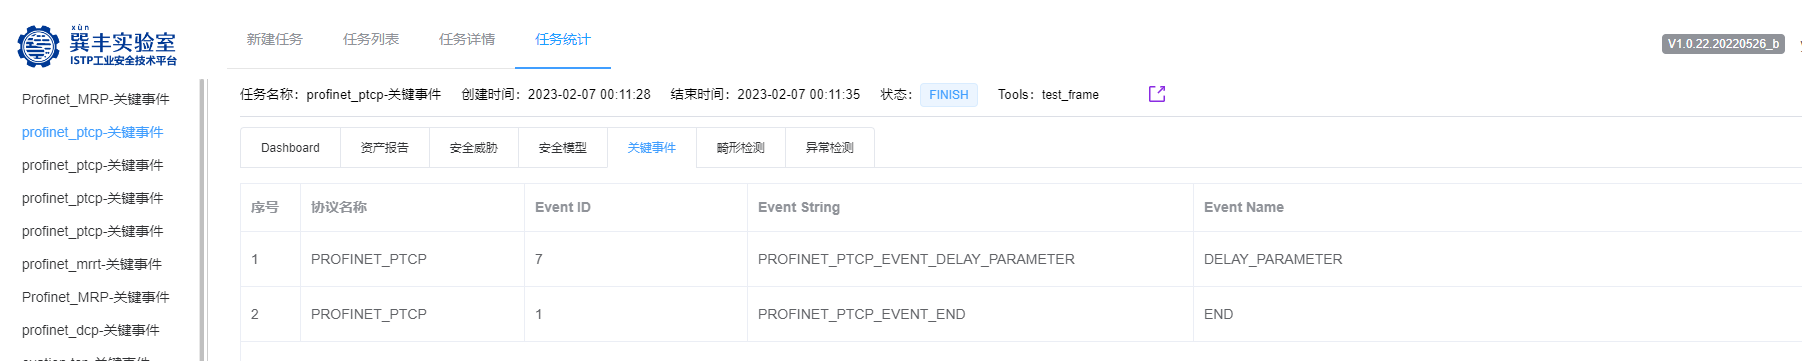 xùn
巽丰实验室
ISTP工业安全技术平台
新建任务 任务列表 任务详情 任务统计
V1.0.22.20220526_b
Profinet_MRP-关键事件
profinet_ptcp-关键事件
profinet_ptcp-关键事件
profinet_ptcp-关键事件
profinet_ptcp-关键事件
profinet_mrrt-关键事件
Profinet_MRP-关键事件
profinet_dcp-关键事件
任务名称: profinet_ptcp-关键事件 创建时间: 2023-02-07 00:11:28 结束时间: 2023-02-07 00:11:35 状态: FINISH Tools: test_frame
Dashboard 资产报告 安全威胁 安全模型 关键事件 畸形检测 异常检测
序号 协议名称 Event ID Event String Event Name
1 PROFINET_PTCP 7 PROFINET_PTCP_EVENT_DELAY_PARAMETER DELAY_PARAMETER
2 PROFINET_PTCP 1 PROFINET_PTCP_EVENT_END END